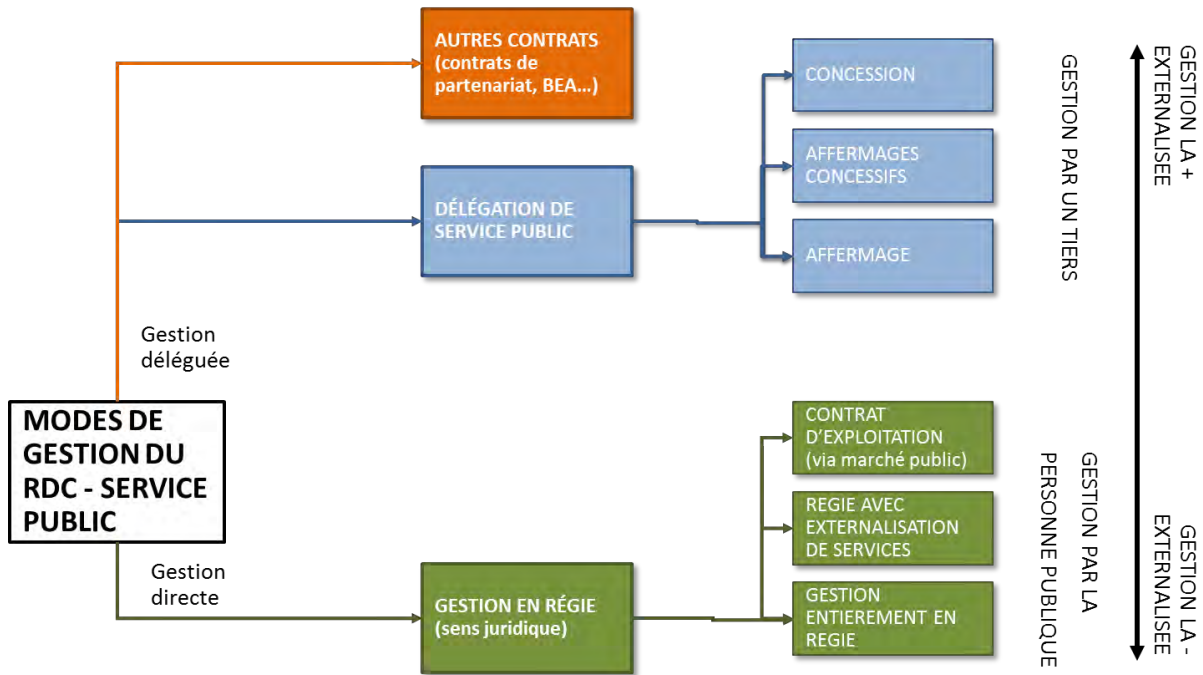 AUTRES CONTRATS
(contrats de
partenariat, BEA...)
CONCESSION
AFFERMAGES
CONCESSIFS
DÉLÉGATION DE
SERVICE PUBLIC
AFFERMAGE
GESTION PAR UN TIERS
GESTION LA +
EXTERNALISEE
Gestion
déléguée
MODES DE
GESTION DU
RDC - SERVICE
PUBLIC
Gestion
directe
GESTION EN RÉGIE
(sens juridique)
CONTRAT
D'EXPLOITATION
(via marché public)
REGIE AVEC
EXTERNALISATION
DE SERVICES
GESTION
ENTIEREMENT EN
REGIE
GESTION PAR LA
PERSONNE PUBLIQUE
GESTION LA -
EXTERNALISEE